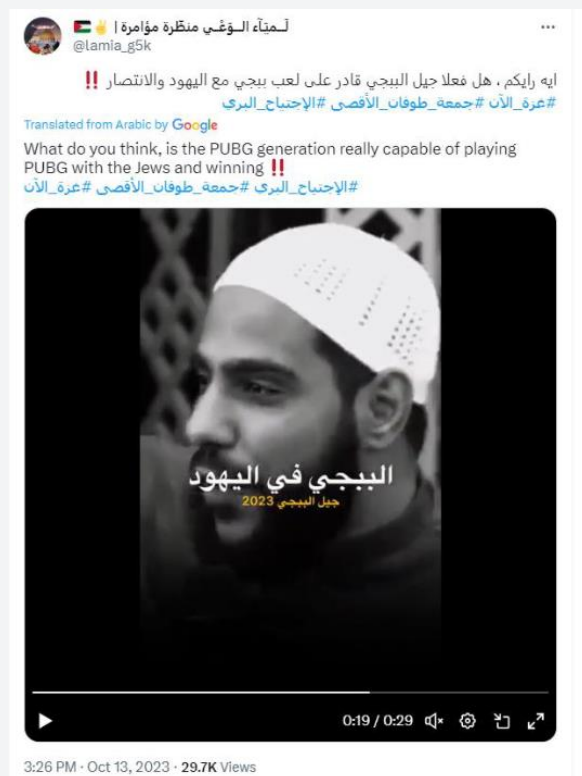 لَـميَآء الـوَعْـي منظّرة مؤامرة | ✌️🇵🇸
@lamia_g5k
ايه رايكم ، هل فعلا جيل الببجي قادر على لعب ببجي مع اليهود والانتصار ‼️
#غزة_الآن #جمعة_طوفان_الأقصى #الإجتياح_البري
Translated from Arabic by Google
What do you think, is the PUBG generation really capable of playing
PUBG with the Jews and winning ‼️
#الإجتياح_البري #جمعة_طوفان_الأقصى #غزة_الآن
الببجي في اليهود
جيل الببجي 2023
0:19 / 0:29
3:26 PM · Oct 13, 2023 · 29.7K Views